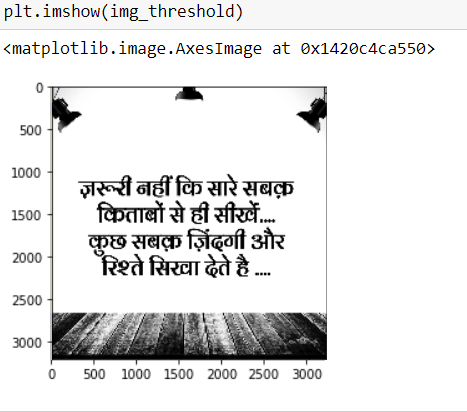 plt.imshow(img_threshold)
<matplotlib.image.AxesImage at 0x1420c4ca550>
0
500
1000
1500
2000
2500
3000
ज़रूरी नहीं कि सारे सबक़
किताबों से ही सीखें....
कुछ सबक़ ज़िंदगी और
रिश्ते सिखा देते है ....
0 500 1000 1500 2000 2500 3000